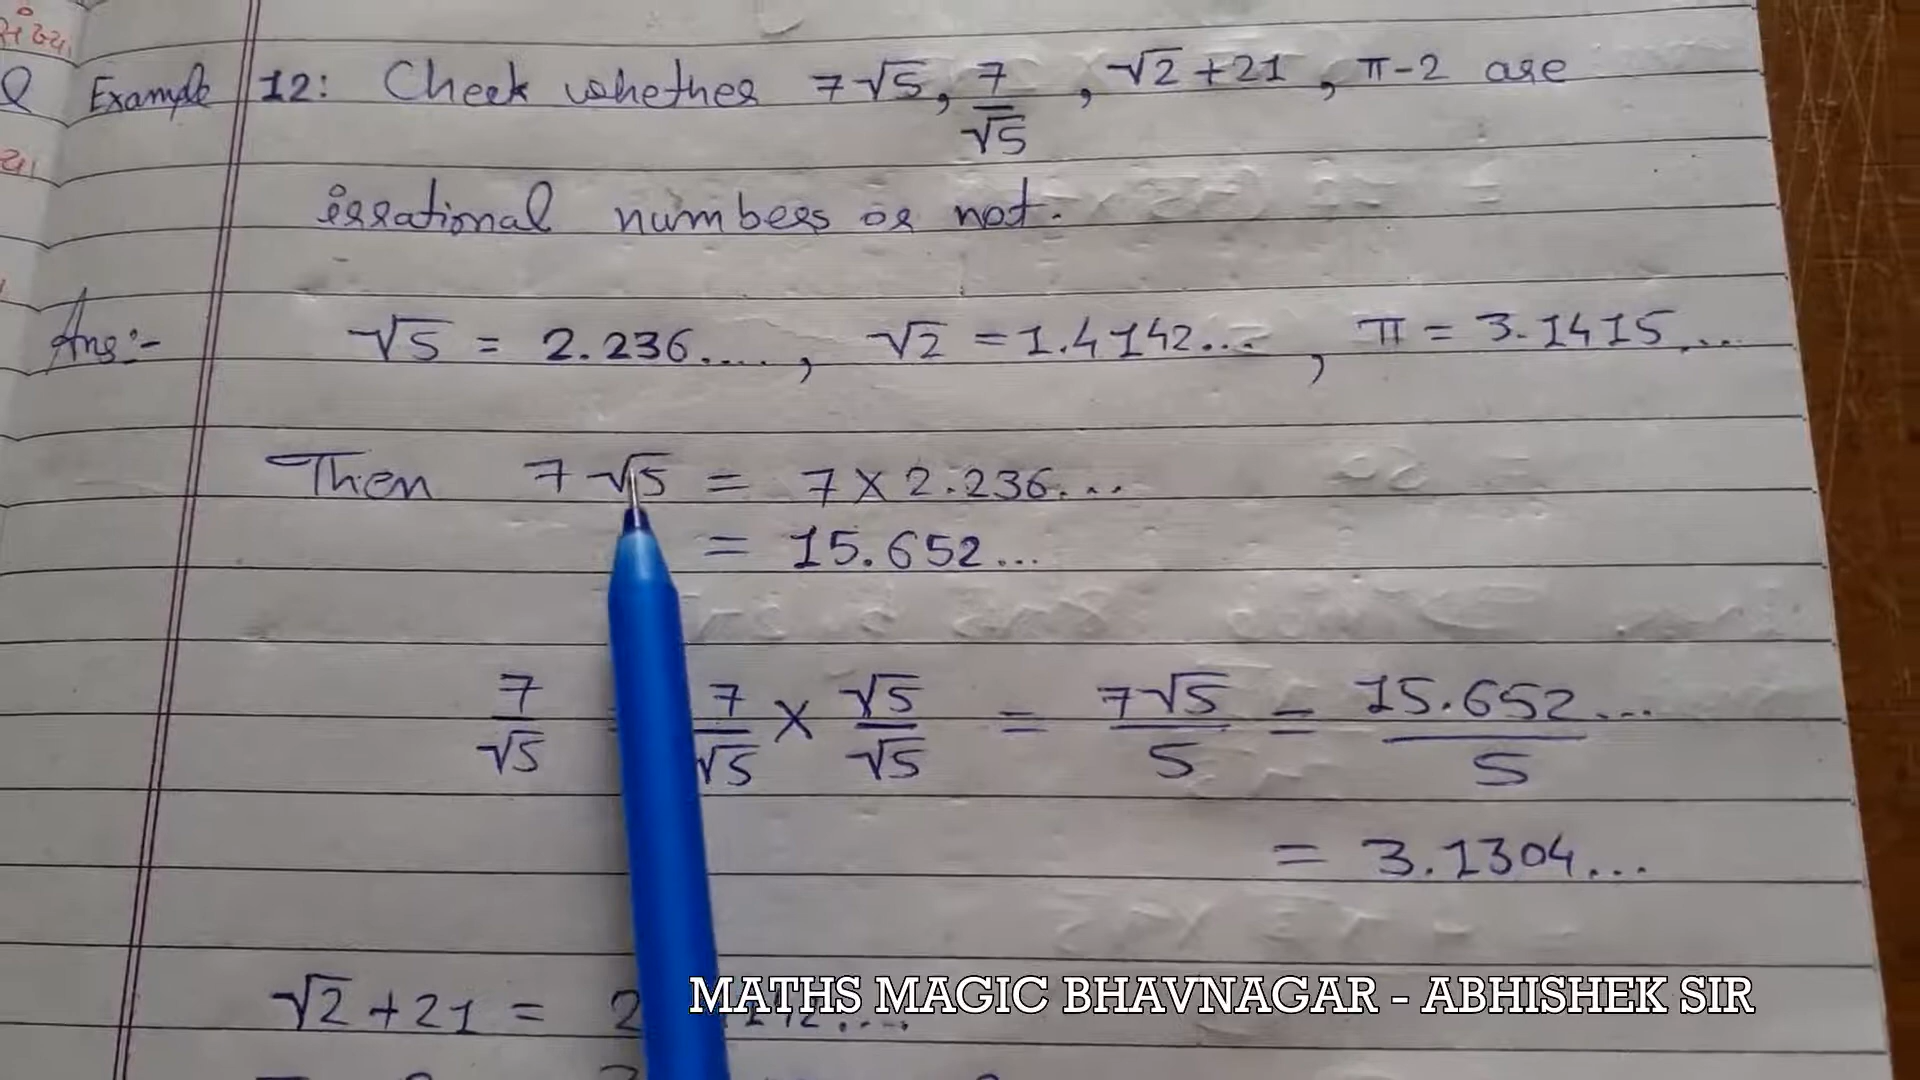 Example 12: Check whether 7√5, 7/√5, √2+21, π-2 are
irrational numbers or not.
Ans:- √5 = 2.236...., √2 = 1.4142..., π = 3.1415...
Then 7√5 = 7 × 2.236...
= 15.652...
7/√5 7/√5 × √5/√5 = 7√5/5 = 15.652.../5
= 3.1304...
√2+21 =
MATHS MAGIC BHAVNAGAR - ABHISHEK SIR